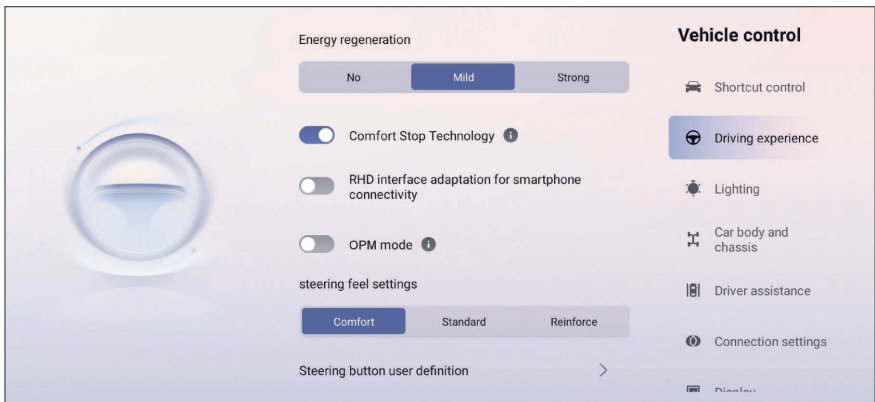 Energy regeneration
No Mild Strong
Comfort Stop Technology
RHD interface adaptation for smartphone
connectivity
OPM mode
steering feel settings
Comfort Standard Reinforce
Steering button user definition
Vehicle control
Shortcut control
Driving experience
Lighting
Car body and
chassis
Driver assistance
Connection settings
Display